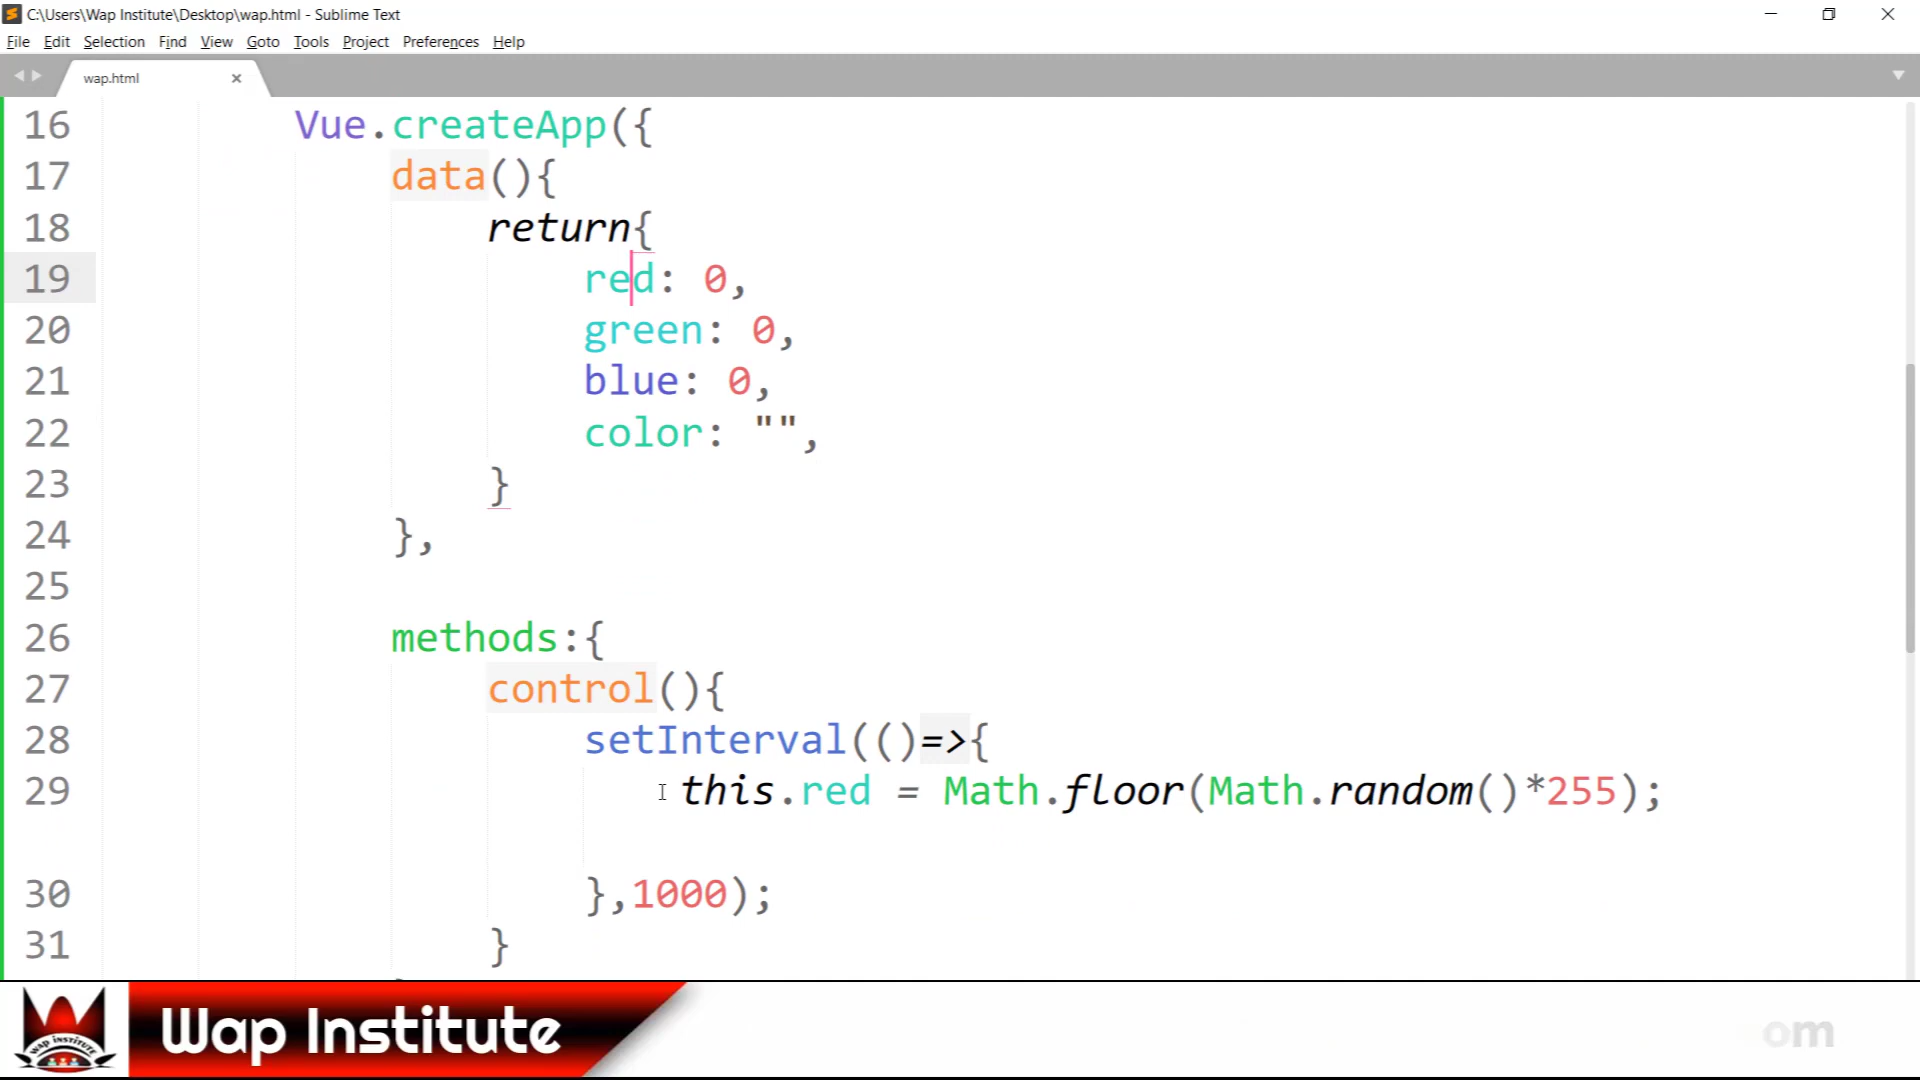 C:\Users\Wap Institute\Desktop\wap.html - Sublime Text
File Edit Selection Find View Goto Tools Project Preferences Help
wap.html
16 Vue.createApp({
17 data(){
18 return{
19 red: 0,
20 green: 0,
21 blue: 0,
22 color: "",
23 }
24 },
25
26 methods:{
27 control(){
28 setInterval(()=>{
29 this.red = Math.floor(Math.random()*255);
30 },1000);
31 }
Wap Institute
WAP INSTITUTE
om